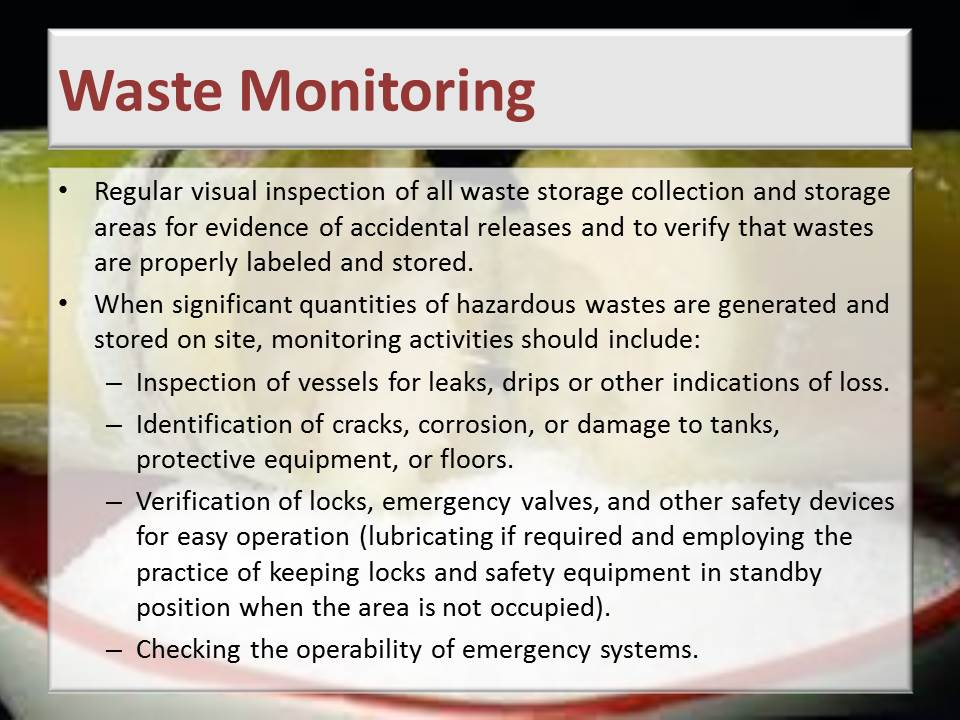 Waste Monitoring
• Regular visual inspection of all waste storage collection and storage
areas for evidence of accidental releases and to verify that wastes
are properly labeled and stored.
• When significant quantities of hazardous wastes are generated and
stored on site, monitoring activities should include:
– Inspection of vessels for leaks, drips or other indications of loss.
– Identification of cracks, corrosion, or damage to tanks,
protective equipment, or floors.
– Verification of locks, emergency valves, and other safety devices
for easy operation (lubricating if required and employing the
practice of keeping locks and safety equipment in standby
position when the area is not occupied).
– Checking the operability of emergency systems.